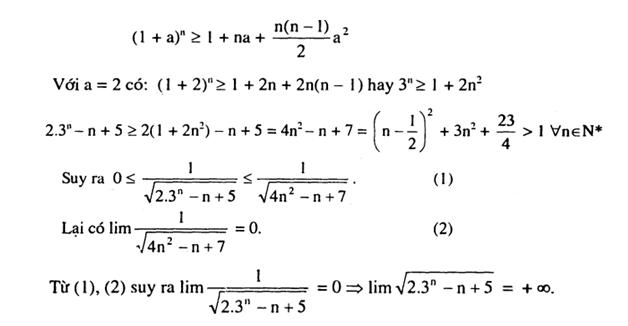 (1 + a)ⁿ ≥ 1 + na + n(n – 1)/2 a²
Với a = 2 có: (1 + 2)ⁿ ≥ 1 + 2n + 2n(n – 1) hay 3ⁿ ≥ 1 + 2n²
2.3ⁿ – n + 5 ≥ 2(1 + 2n²) – n + 5 = 4n² – n + 7 = (n – 1/2)² + 3n² + 23/4 > 1 ∀n∈N*
Suy ra 0 ≤ 1/√(2.3ⁿ – n + 5) ≤ 1/√(4n² – n + 7) . (1)
Lại có lim 1/√(4n² – n + 7) = 0. (2)
Từ (1), (2) suy ra lim 1/√(2.3ⁿ – n + 5) = 0 ⇒ lim √(2.3ⁿ – n + 5) = + ∞.